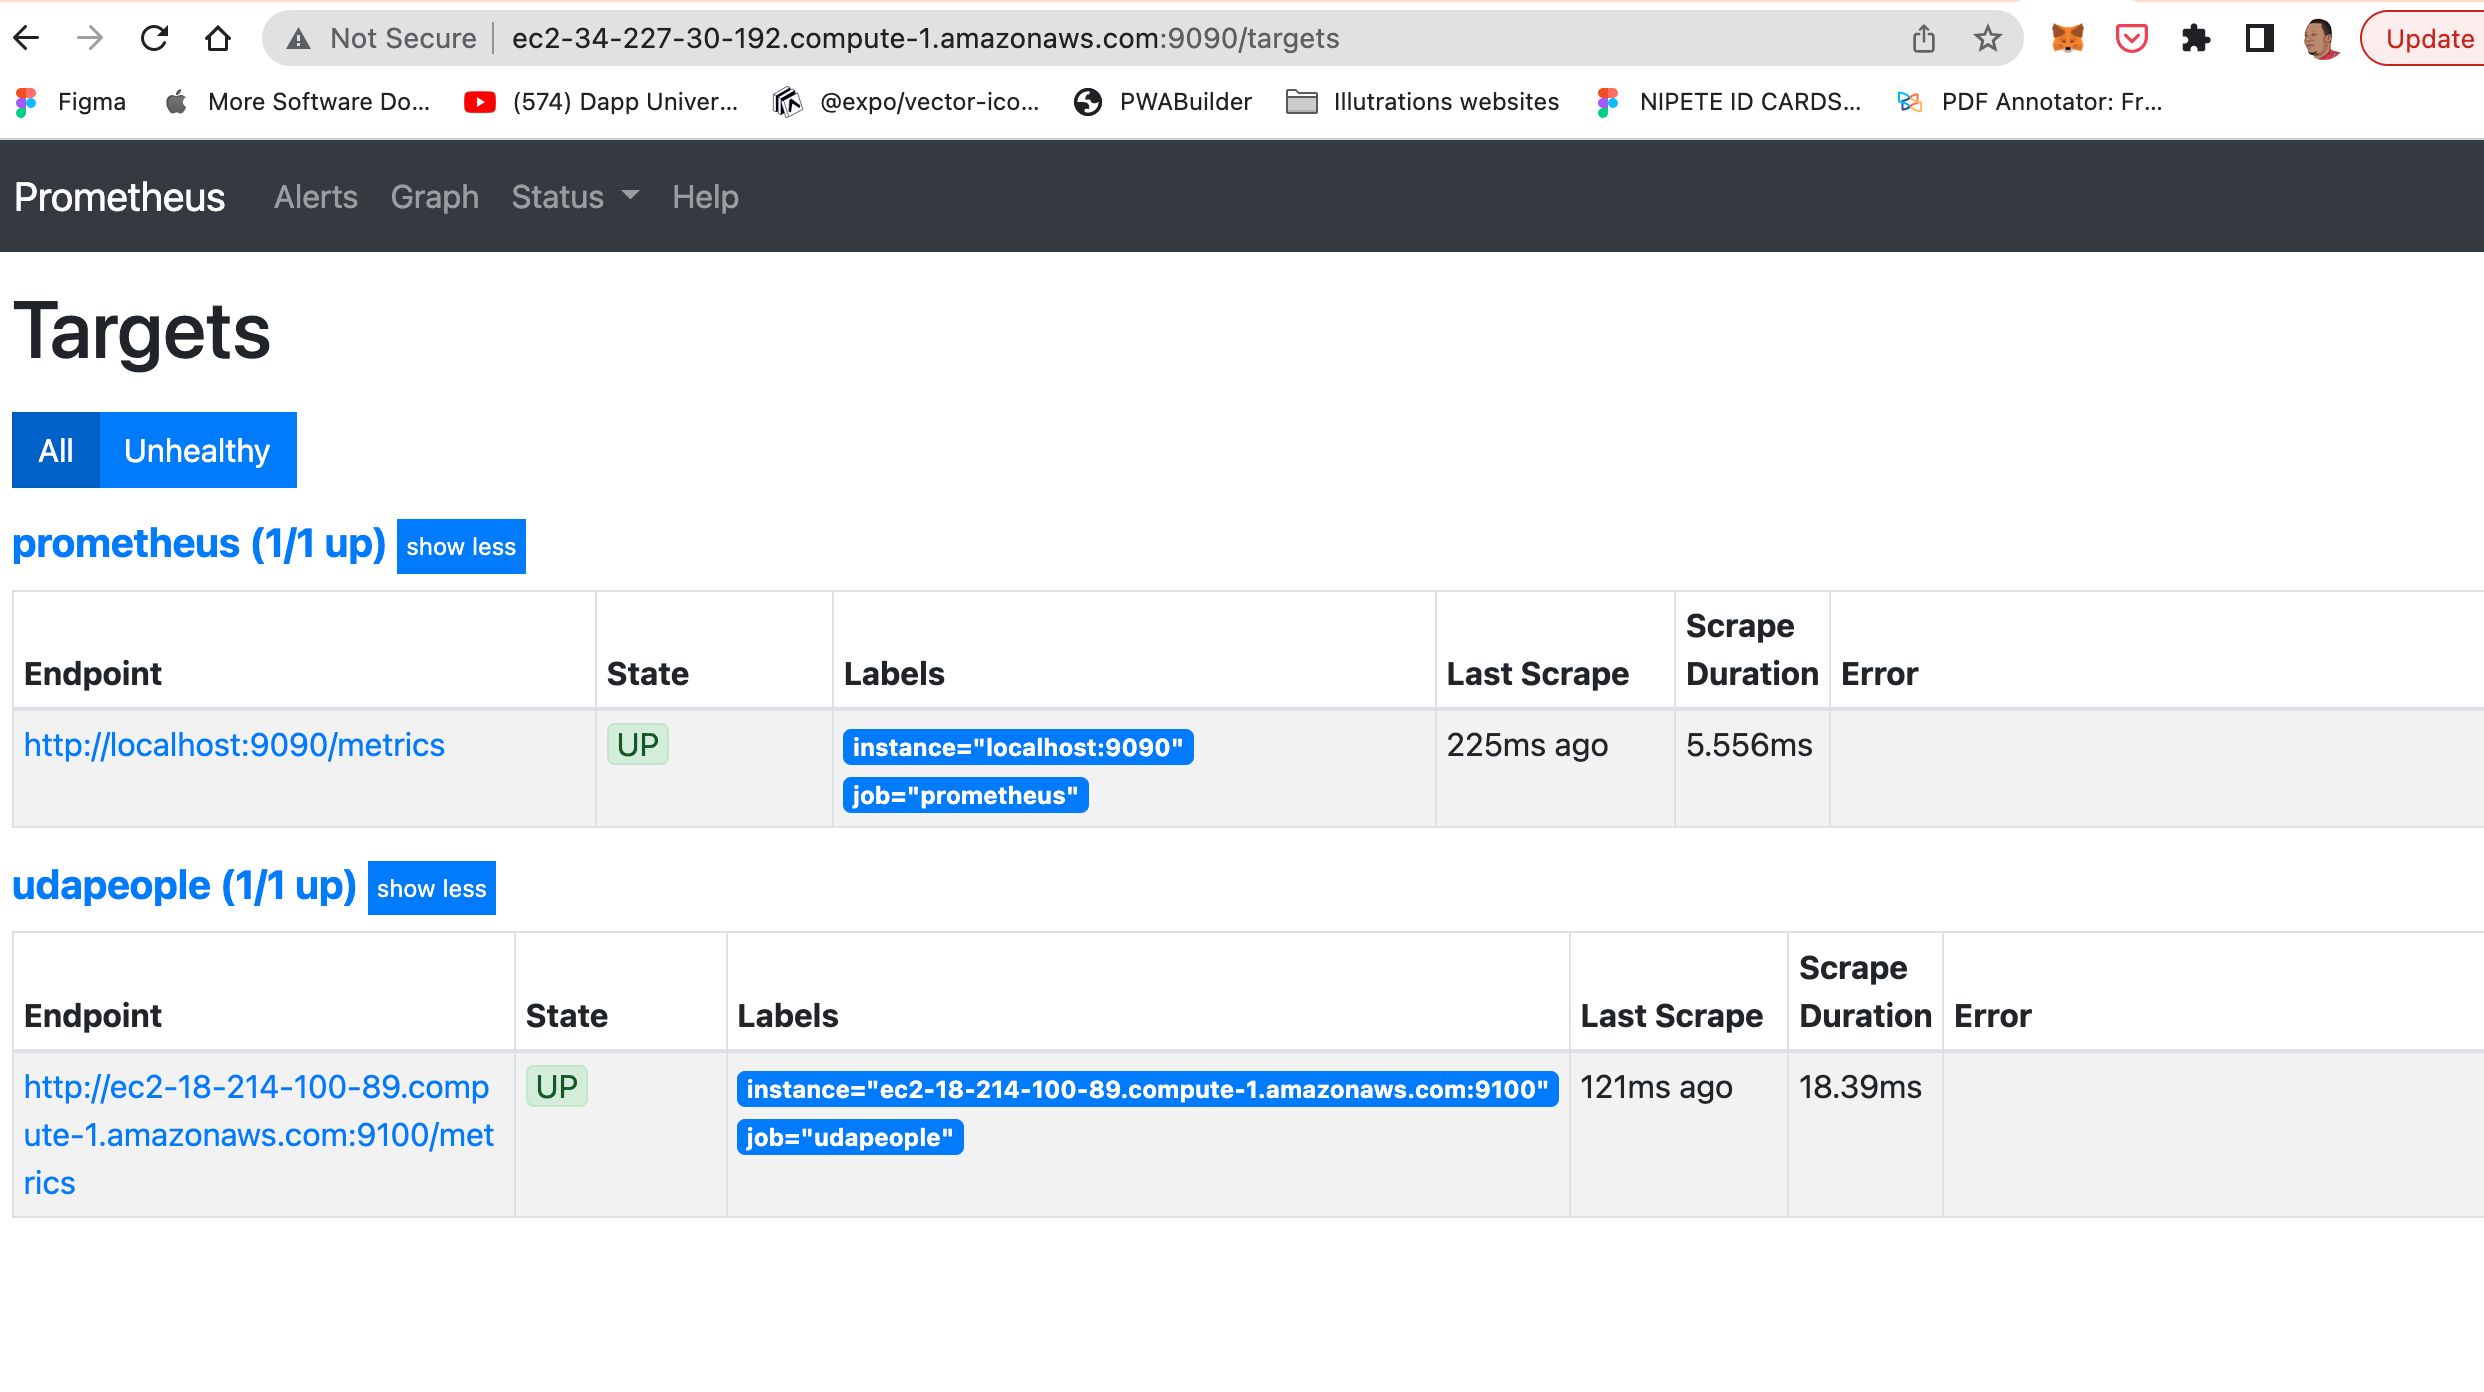 Not Secure ec2-34-227-30-192.compute-1.amazonaws.com:9090/targets Update
Figma More Software Do... (574) Dapp Univer... @expo/vector-ico... PWABuilder Illutrations websites NIPETE ID CARDS... PDF Annotator: Fr...
Prometheus Alerts Graph Status Help
Targets
All Unhealthy
prometheus (1/1 up) show less
Endpoint State Labels Last Scrape Scrape Duration Error
http://localhost:9090/metrics UP instance="localhost:9090" 225ms ago 5.556ms
job="prometheus"
udapeople (1/1 up) show less
Endpoint State Labels Last Scrape Scrape Duration Error
http://ec2-18-214-100-89.comp UP instance="ec2-18-214-100-89.compute-1.amazonaws.com:9100" 121ms ago 18.39ms
ute-1.amazonaws.com:9100/met job="udapeople"
rics